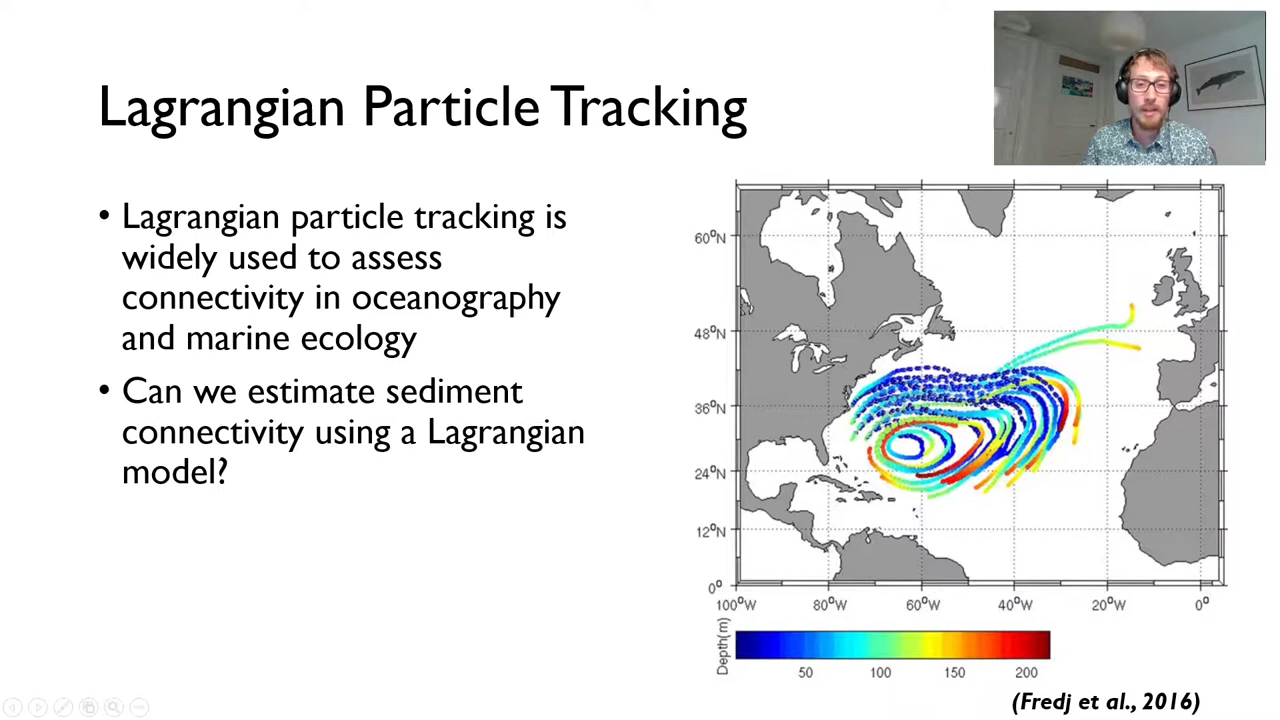 Lagrangian Particle Tracking
• Lagrangian particle tracking is
widely used to assess
connectivity in oceanography
and marine ecology
• Can we estimate sediment
connectivity using a Lagrangian
model?
60°N
48°N
36°N
24°N
12°N
0°
100°W 80°W 60°W 40°W 20°W 0°
Depth(m)
50 100 150 200
(Fredj et al., 2016)